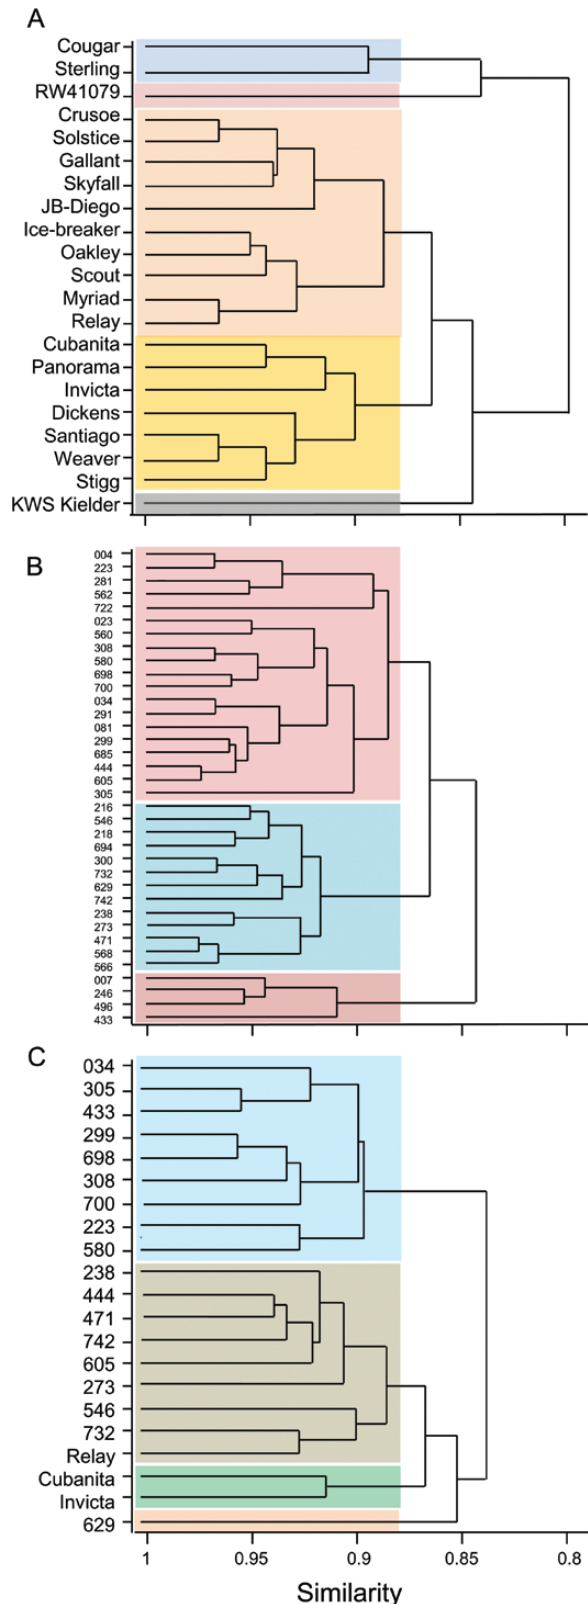 A
Cougar
Sterling
RW41079
Crusoe
Solstice
Gallant
Skyfall
JB-Diego
Ice-breaker
Oakley
Scout
Myriad
Relay
Cubanita
Panorama
Invicta
Dickens
Santiago
Weaver
Stigg
KWS Kielder
B
004
223
281
562
722
023
560
308
580
698
700
034
291
081
299
685
444
605
305
216
546
218
694
300
732
629
742
238
273
471
568
566
007
246
496
433
C
034
305
433
299
698
308
700
223
580
238
444
471
742
605
273
546
732
Relay
Cubanita
Invicta
629
1 0.95 0.9 0.85 0.8
Similarity